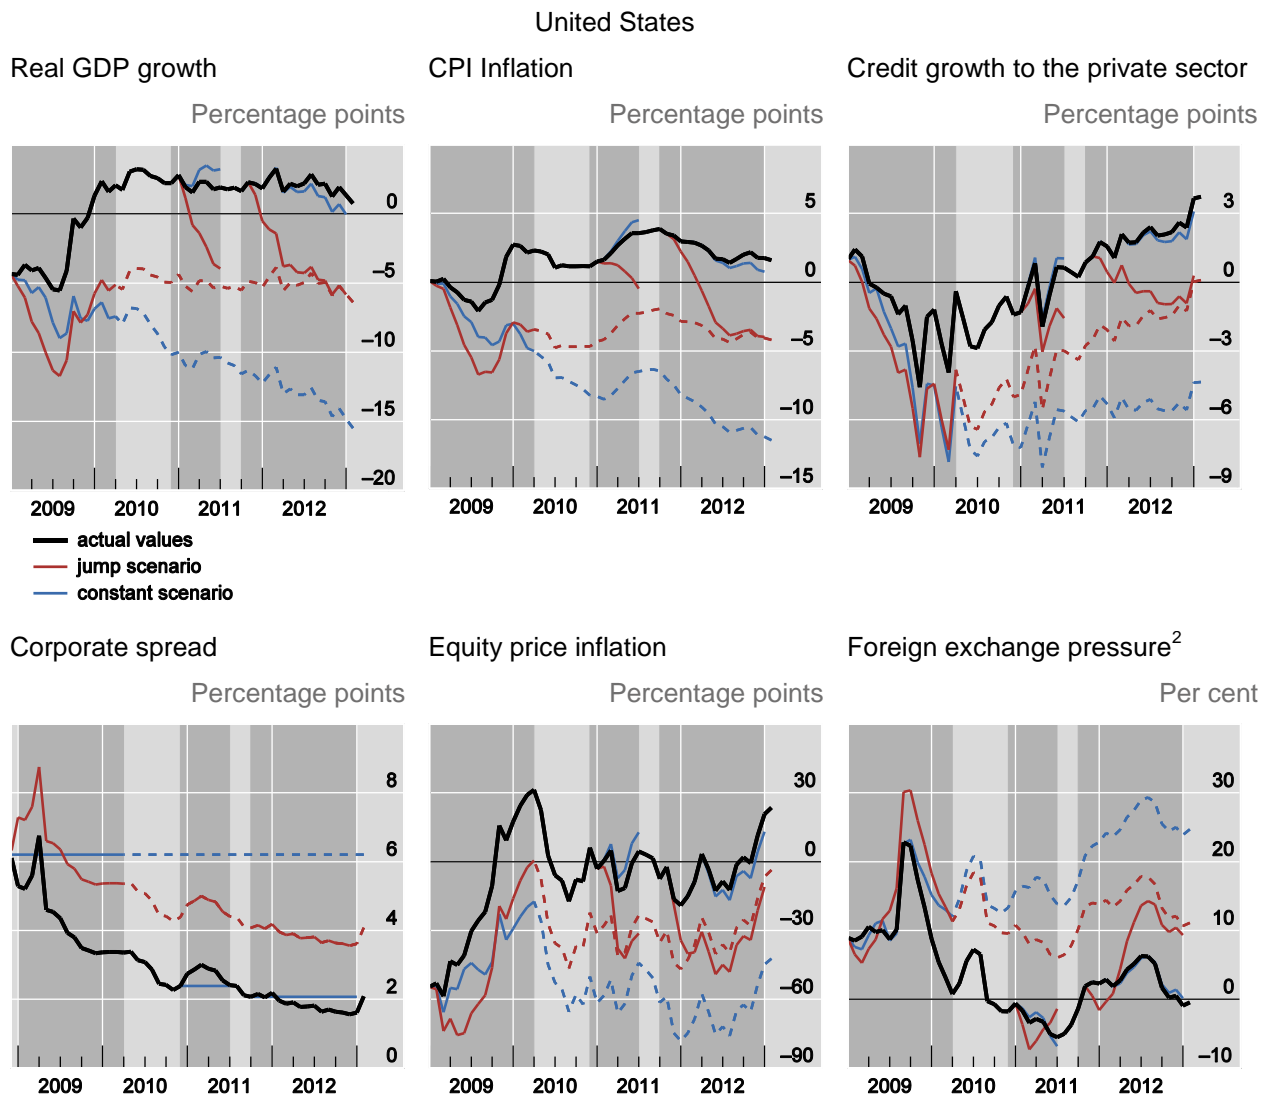 United States
Real GDP growth
CPI Inflation
Credit growth to the private sector
Percentage points
Percentage points
Percentage points
0
–5
–10
–15
–20
2009 2010 2011 2012
5
0
–5
–10
–15
2009 2010 2011 2012
3
0
–3
–6
–9
2009 2010 2011 2012
actual values
jump scenario
constant scenario
Corporate spread
Equity price inflation
Foreign exchange pressure2
Percentage points
Percentage points
Per cent
8
6
4
2
0
2009 2010 2011 2012
30
0
–30
–60
–90
2009 2010 2011 2012
30
20
10
0
–10
2009 2010 2011 2012